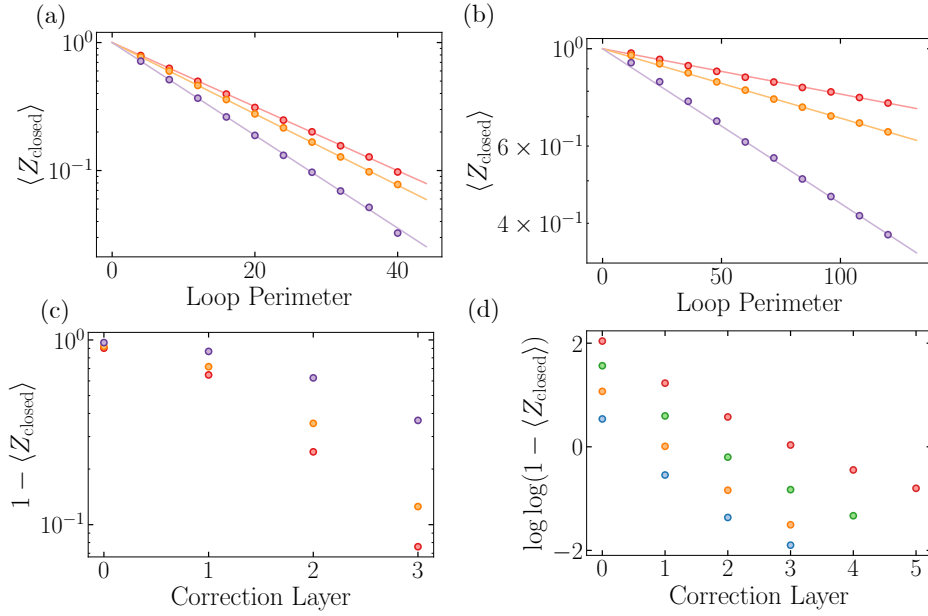 (a)
10^0
10^{-1}
⟨Z_closed⟩
0
20
40
Loop Perimeter
(b)
10^0
6 × 10^{-1}
4 × 10^{-1}
⟨Z_closed⟩
0
50
100
Loop Perimeter
(c)
10^0
10^{-1}
1 − ⟨Z_closed⟩
0
1
2
3
Correction Layer
(d)
2
0
−2
log log(1 − ⟨Z_closed⟩)
0
1
2
3
4
5
Correction Layer